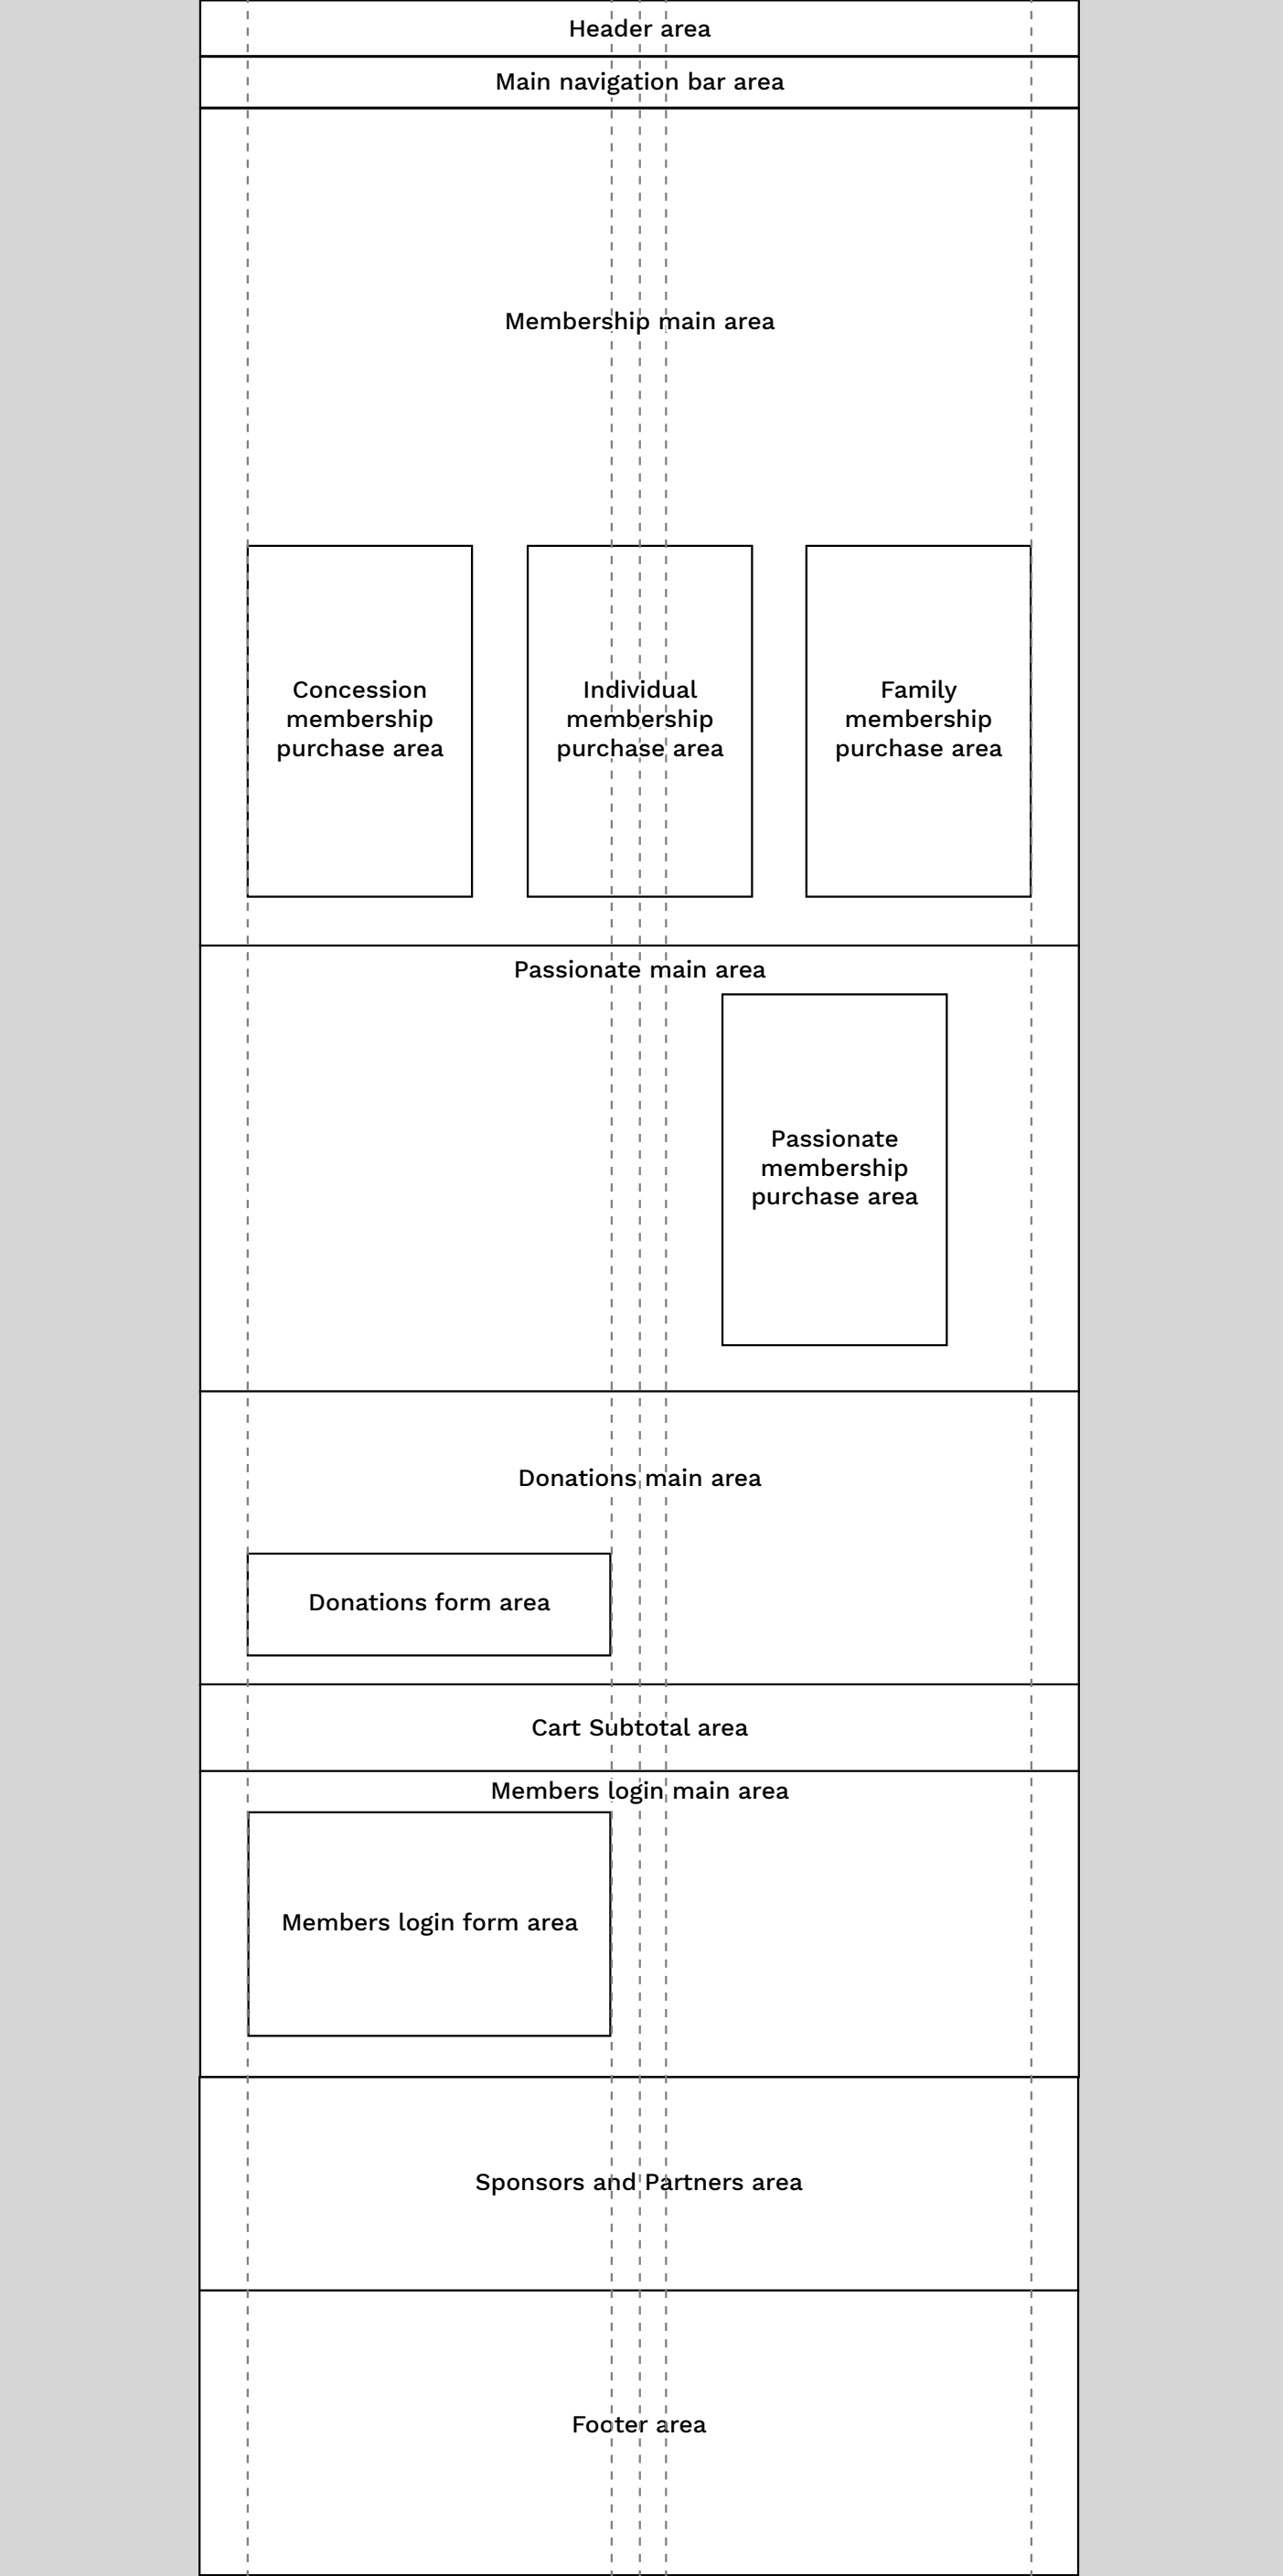 Header area
Main navigation bar area
Membership main area
Concession
membership
purchase area
Individual
membership
purchase area
Family
membership
purchase area
Passionate main area
Passionate
membership
purchase area
Donations main area
Donations form area
Cart Subtotal area
Members login main area
Members login form area
Sponsors and Partners area
Footer area